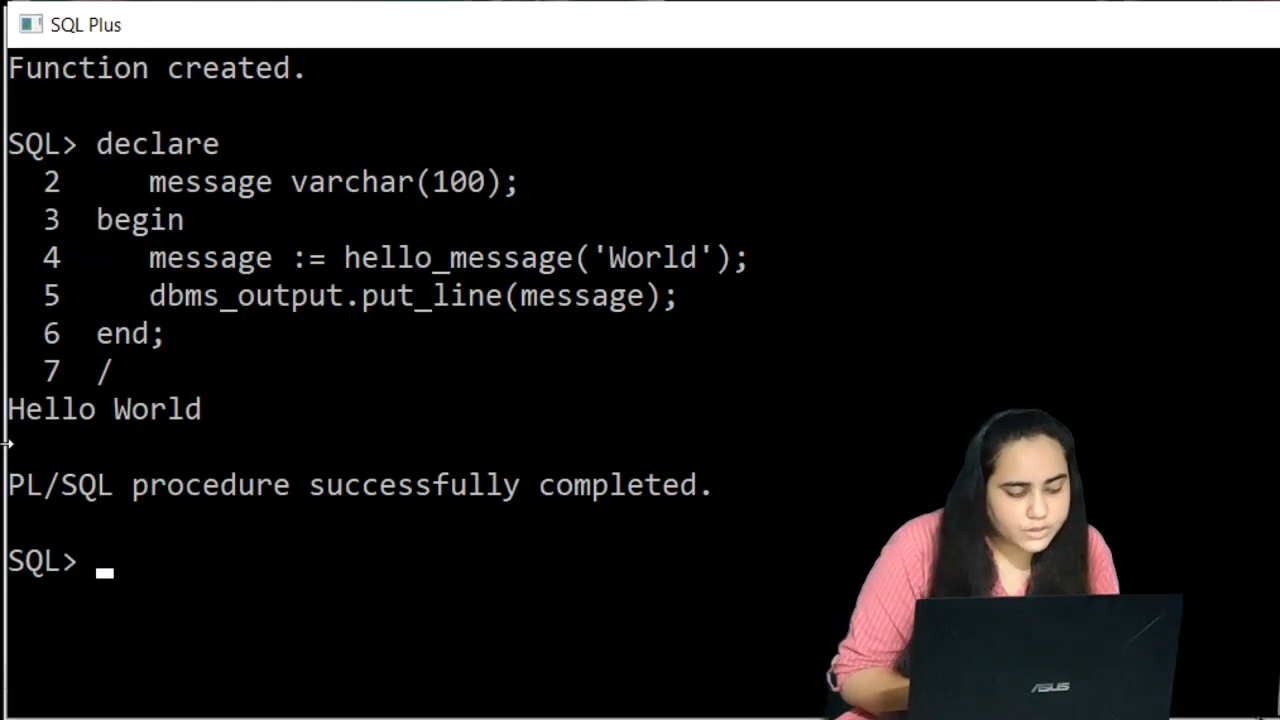 SQL Plus
Function created.
SQL> declare
2 message varchar(100);
3 begin
4 message := hello_message('World');
5 dbms_output.put_line(message);
6 end;
7 /
Hello World
PL/SQL procedure successfully completed.
SQL>
ASUS